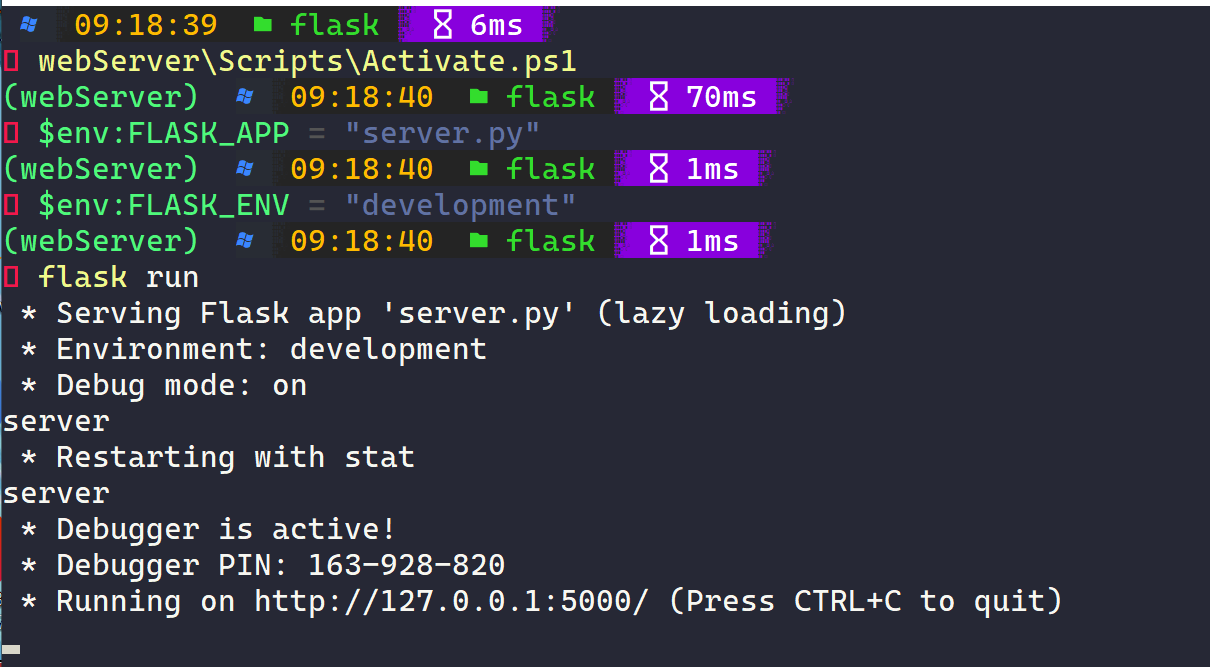 09:18:39 flask 6ms
webServer\Scripts\Activate.ps1
(webServer) 09:18:40 flask 70ms
$env:FLASK_APP = "server.py"
(webServer) 09:18:40 flask 1ms
$env:FLASK_ENV = "development"
(webServer) 09:18:40 flask 1ms
flask run
* Serving Flask app 'server.py' (lazy loading)
* Environment: development
* Debug mode: on
server
* Restarting with stat
server
* Debugger is active!
* Debugger PIN: 163-928-820
* Running on http://127.0.0.1:5000/ (Press CTRL+C to quit)